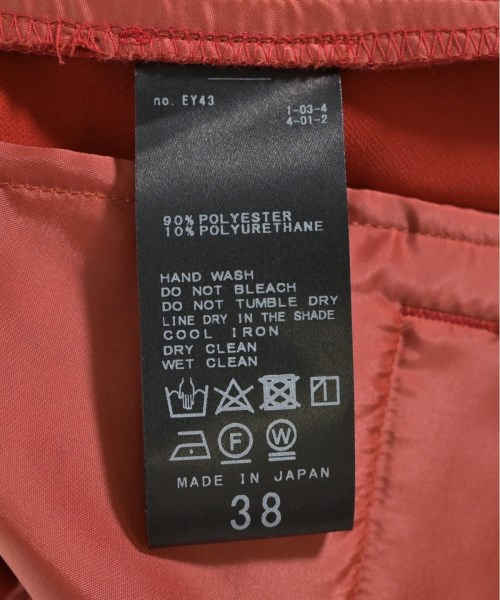 no. EY43
1-03-4
4-01-2
90% POLYESTER
10% POLYURETHANE
HAND WASH
DO NOT BLEACH
DO NOT TUMBLE DRY
LINE DRY IN THE SHADE
COOL IRON
DRY CLEAN
WET CLEAN
F W
MADE IN JAPAN
38